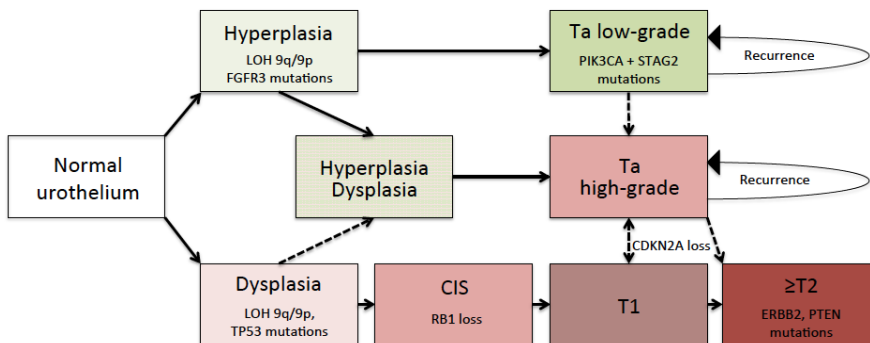 Hyperplasia
LOH 9q/9p
FGFR3 mutations
Ta low-grade
PIK3CA + STAG2
mutations
Recurrence
Normal
urothelium
Hyperplasia
Dysplasia
Ta
high-grade
Recurrence
CDKN2A loss
Dysplasia
LOH 9q/9p,
TP53 mutations
CIS
RB1 loss
T1
≥T2
ERBB2, PTEN
mutations